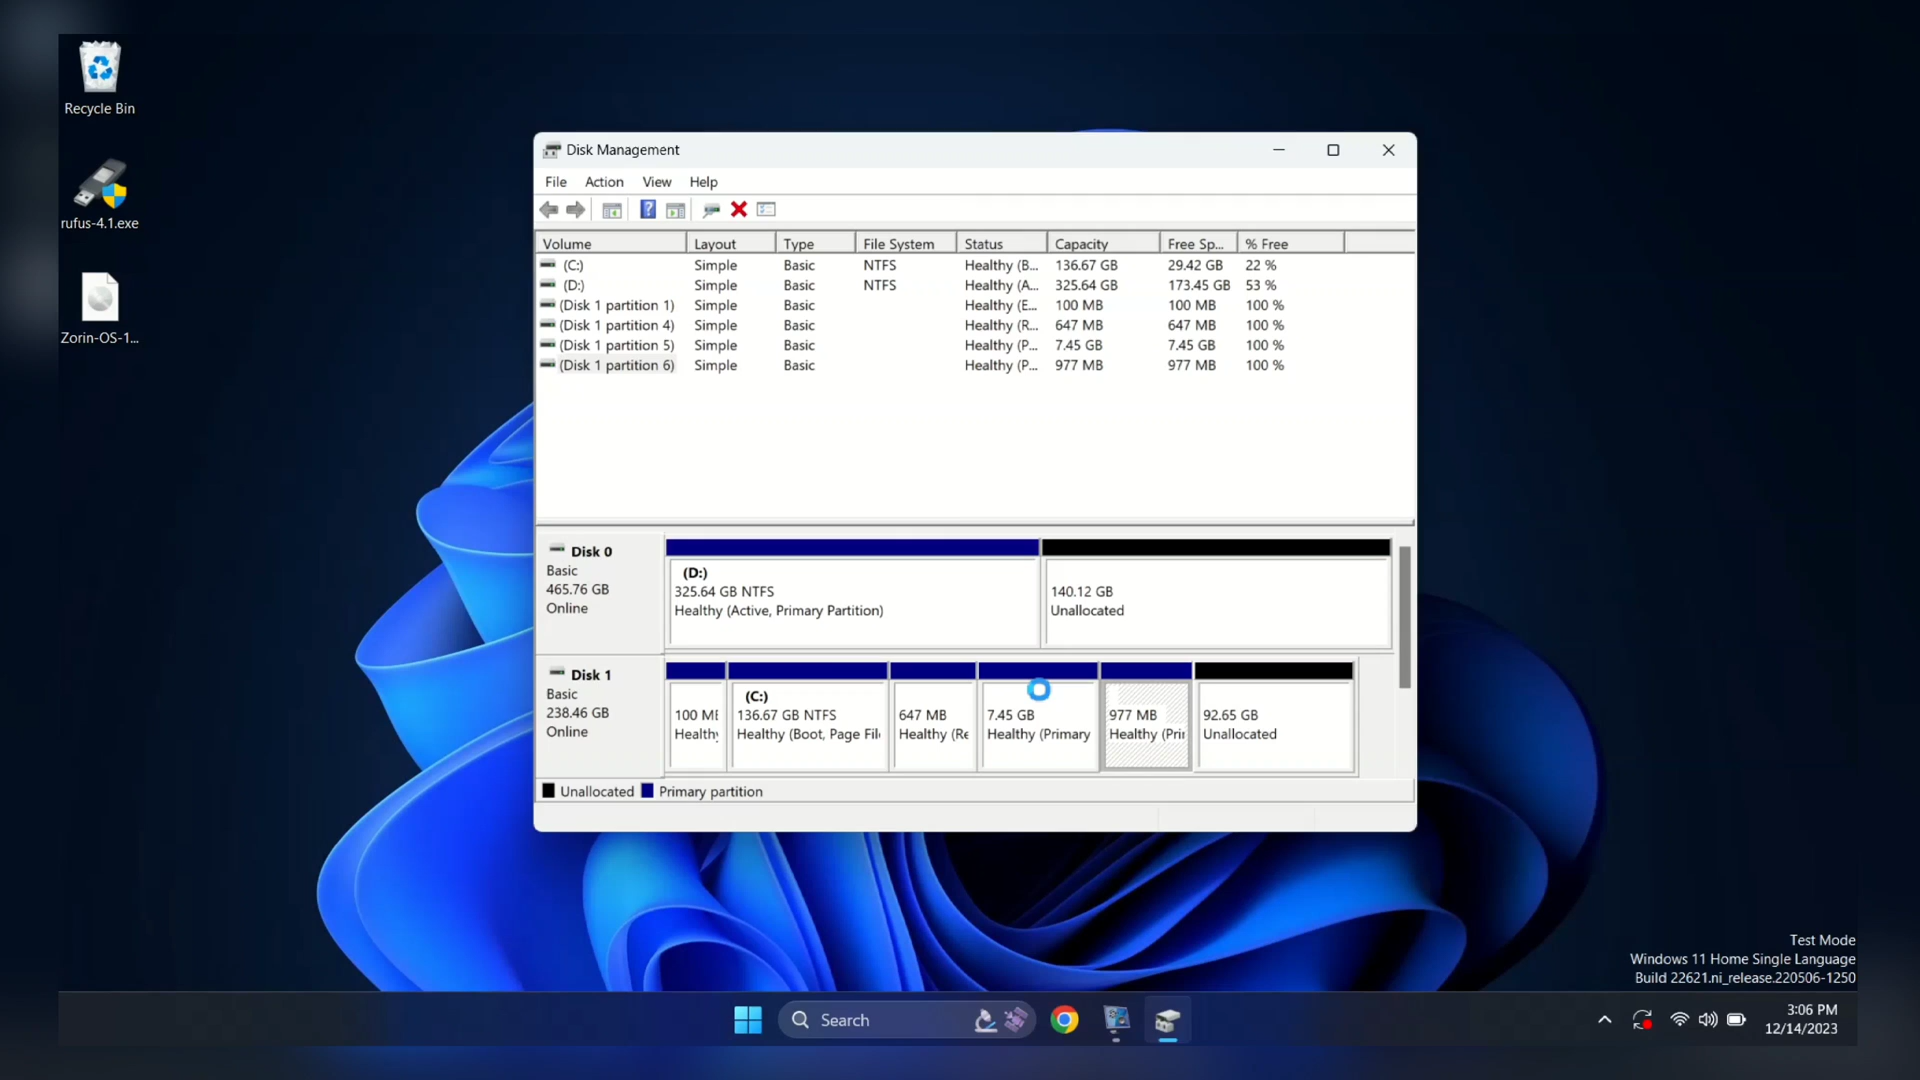 Recycle Bin
rufus-4.1.exe
Zorin-OS-1...
Disk Management
File Action View Help
Volume Layout Type File System Status Capacity Free Sp... % Free
(C:) Simple Basic NTFS Healthy (B... 136.67 GB 29.42 GB 22 %
(D:) Simple Basic NTFS Healthy (A... 325.64 GB 173.45 GB 53 %
(Disk 1 partition 1) Simple Basic Healthy (E... 100 MB 100 MB 100 %
(Disk 1 partition 4) Simple Basic Healthy (R... 647 MB 647 MB 100 %
(Disk 1 partition 5) Simple Basic Healthy (P... 7.45 GB 7.45 GB 100 %
(Disk 1 partition 6) Simple Basic Healthy (P... 977 MB 977 MB 100 %
Disk 0
Basic
465.76 GB
Online
(D:)
325.64 GB NTFS
Healthy (Active, Primary Partition)
140.12 GB
Unallocated
Disk 1
Basic
238.46 GB
Online
100 ME
Healthy
(C:)
136.67 GB NTFS
Healthy (Boot, Page Fil
647 MB
Healthy (Re
7.45 GB
Healthy (Primary
977 MB
Healthy (Pri
92.65 GB
Unallocated
Unallocated Primary partition
Test Mode
Windows 11 Home Single Language
Build 22621.ni_release.220506-1250
Search
3:06 PM
12/14/2023